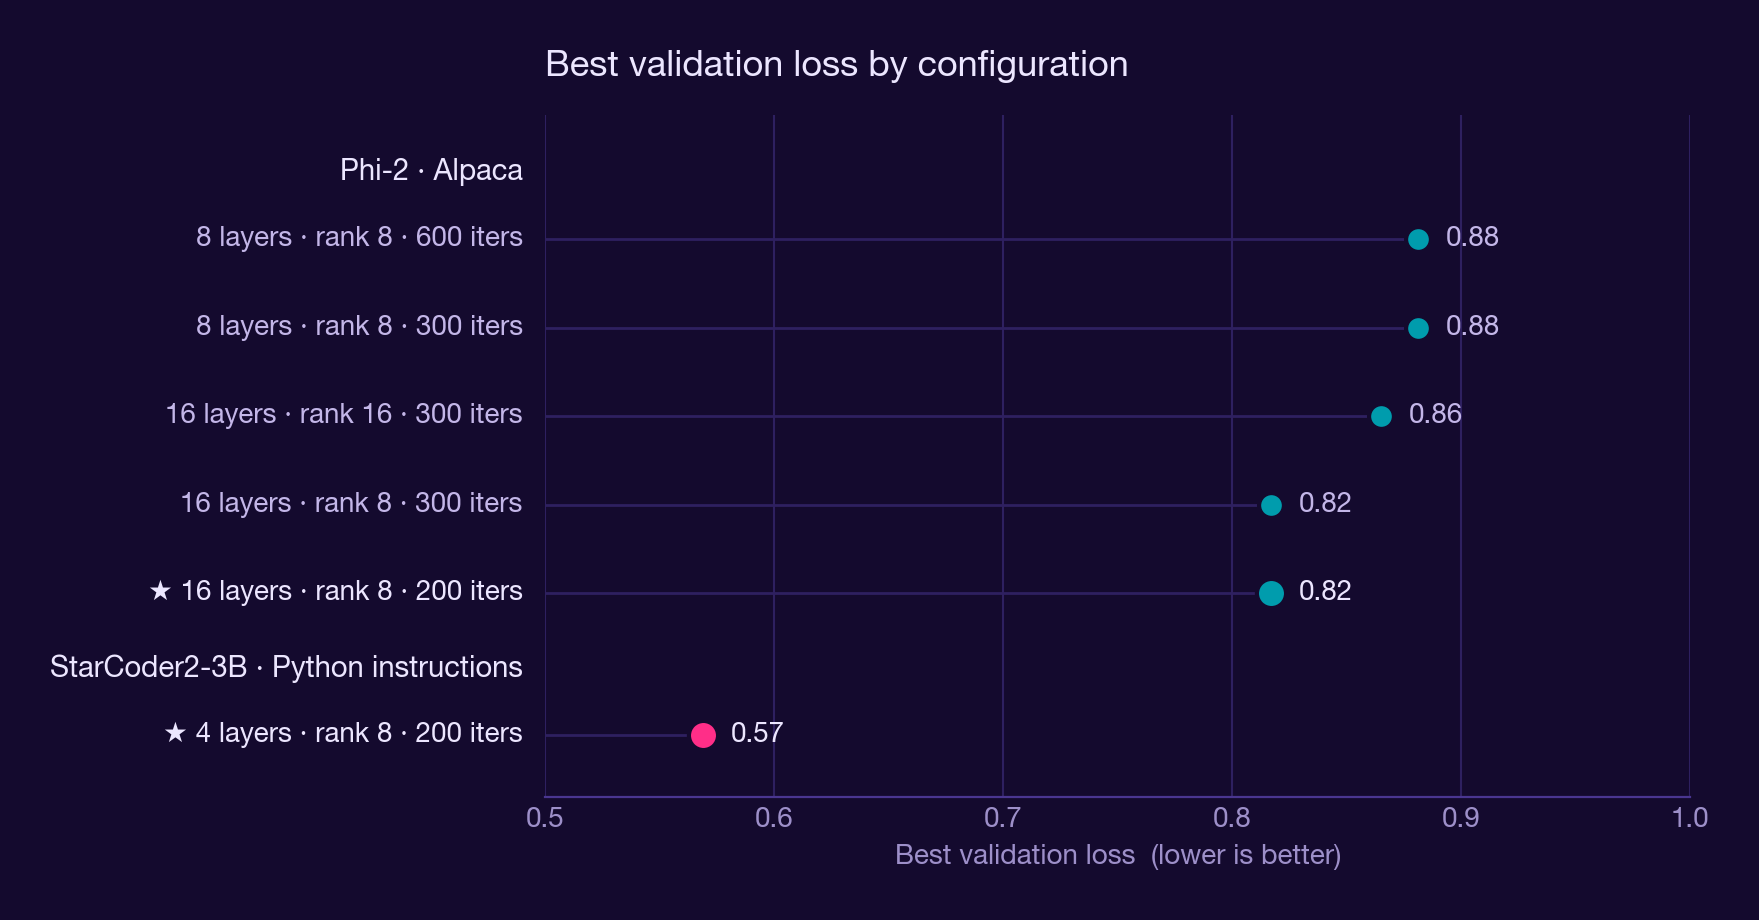 Best validation loss by configuration
Phi-2 · Alpaca
8 layers · rank 8 · 600 iters 0.88
8 layers · rank 8 · 300 iters 0.88
16 layers · rank 16 · 300 iters 0.86
16 layers · rank 8 · 300 iters 0.82
★ 16 layers · rank 8 · 200 iters 0.82
StarCoder2-3B · Python instructions
★ 4 layers · rank 8 · 200 iters 0.57
0.5 0.6 0.7 0.8 0.9 1.0
Best validation loss (lower is better)